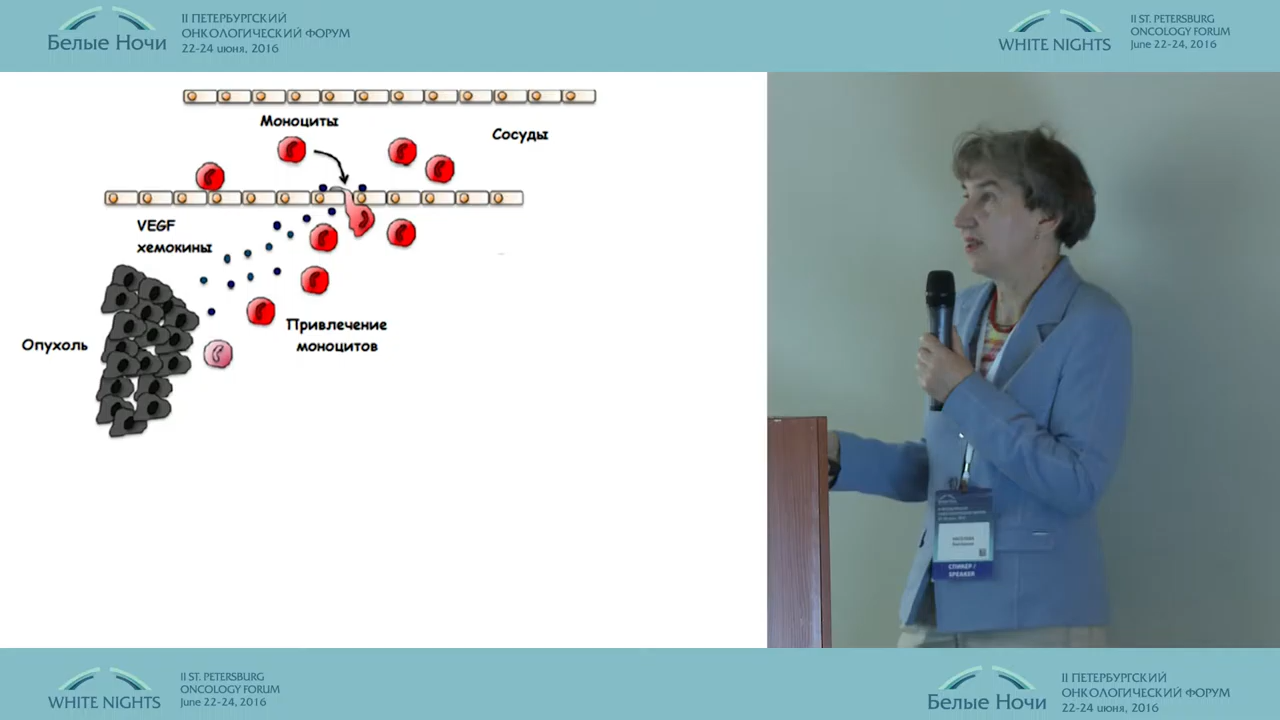 Белые Ночи
II ПЕТЕРБУРГСКИЙ
ОНКОЛОГИЧЕСКИЙ ФОРУМ
22-24 июня, 2016
WHITE NIGHTS
II ST. PETERSBURG
ONCOLOGY FORUM
June 22-24, 2016
Моноциты
Сосуды
VEGF
хемокины
Привлечение
моноцитов
Опухоль
СПИКЕР /
SPEAKER
WHITE NIGHTS
II ST. PETERSBURG
ONCOLOGY FORUM
June 22-24, 2016
Белые Ночи
II ПЕТЕРБУРГСКИЙ
ОНКОЛОГИЧЕСКИЙ ФОРУМ
22-24 июня, 2016